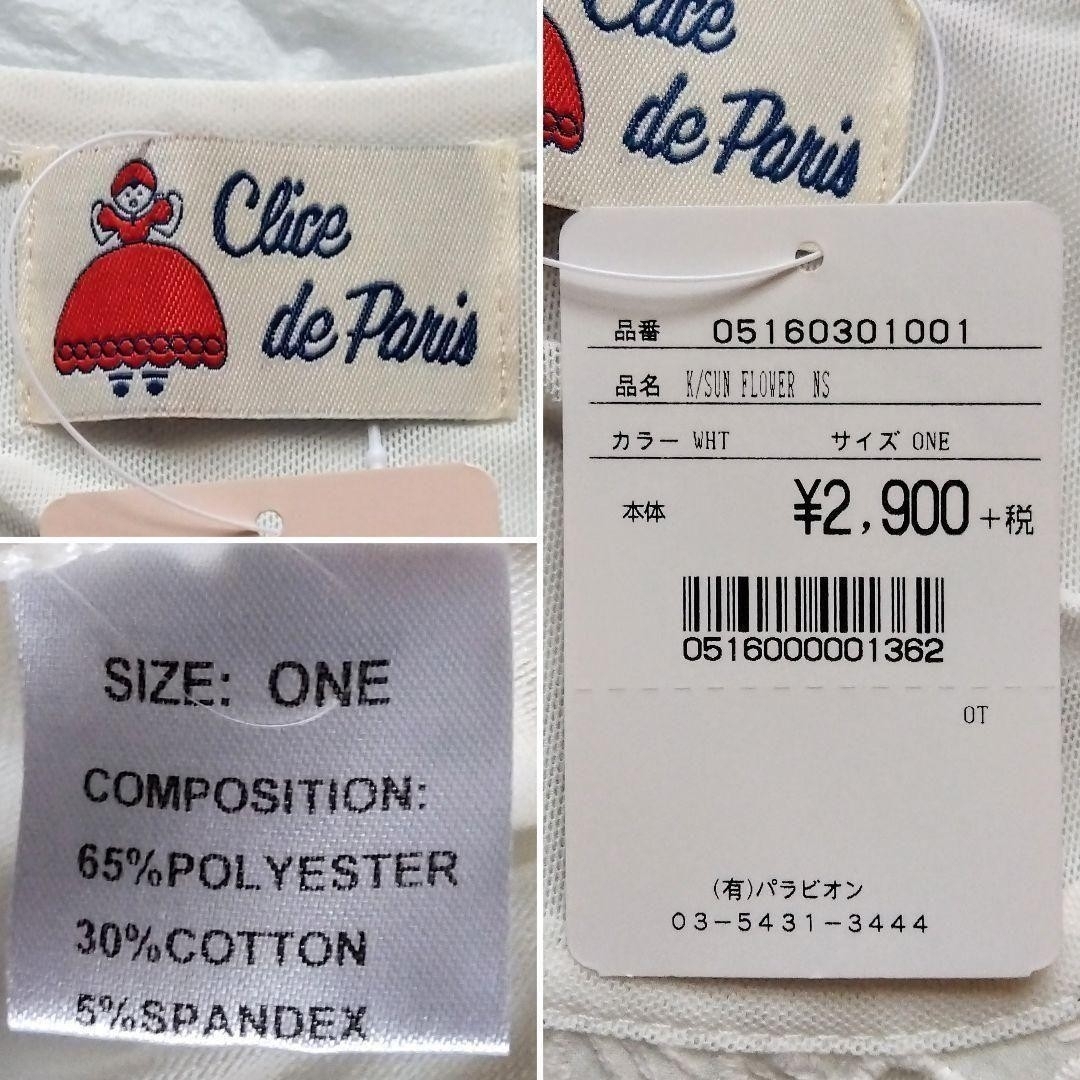 Clice
de Paris
Clice
de Paris
品番 05160301001
品名 K/SUN FLOWER NS
カラー WHT サイズ ONE
本体 ¥2,900 +税
0516000001362
OT
(有)パラビオン
03-5431-3444
SIZE: ONE
COMPOSITION:
65%POLYESTER
30%COTTON
5%SPANDEX